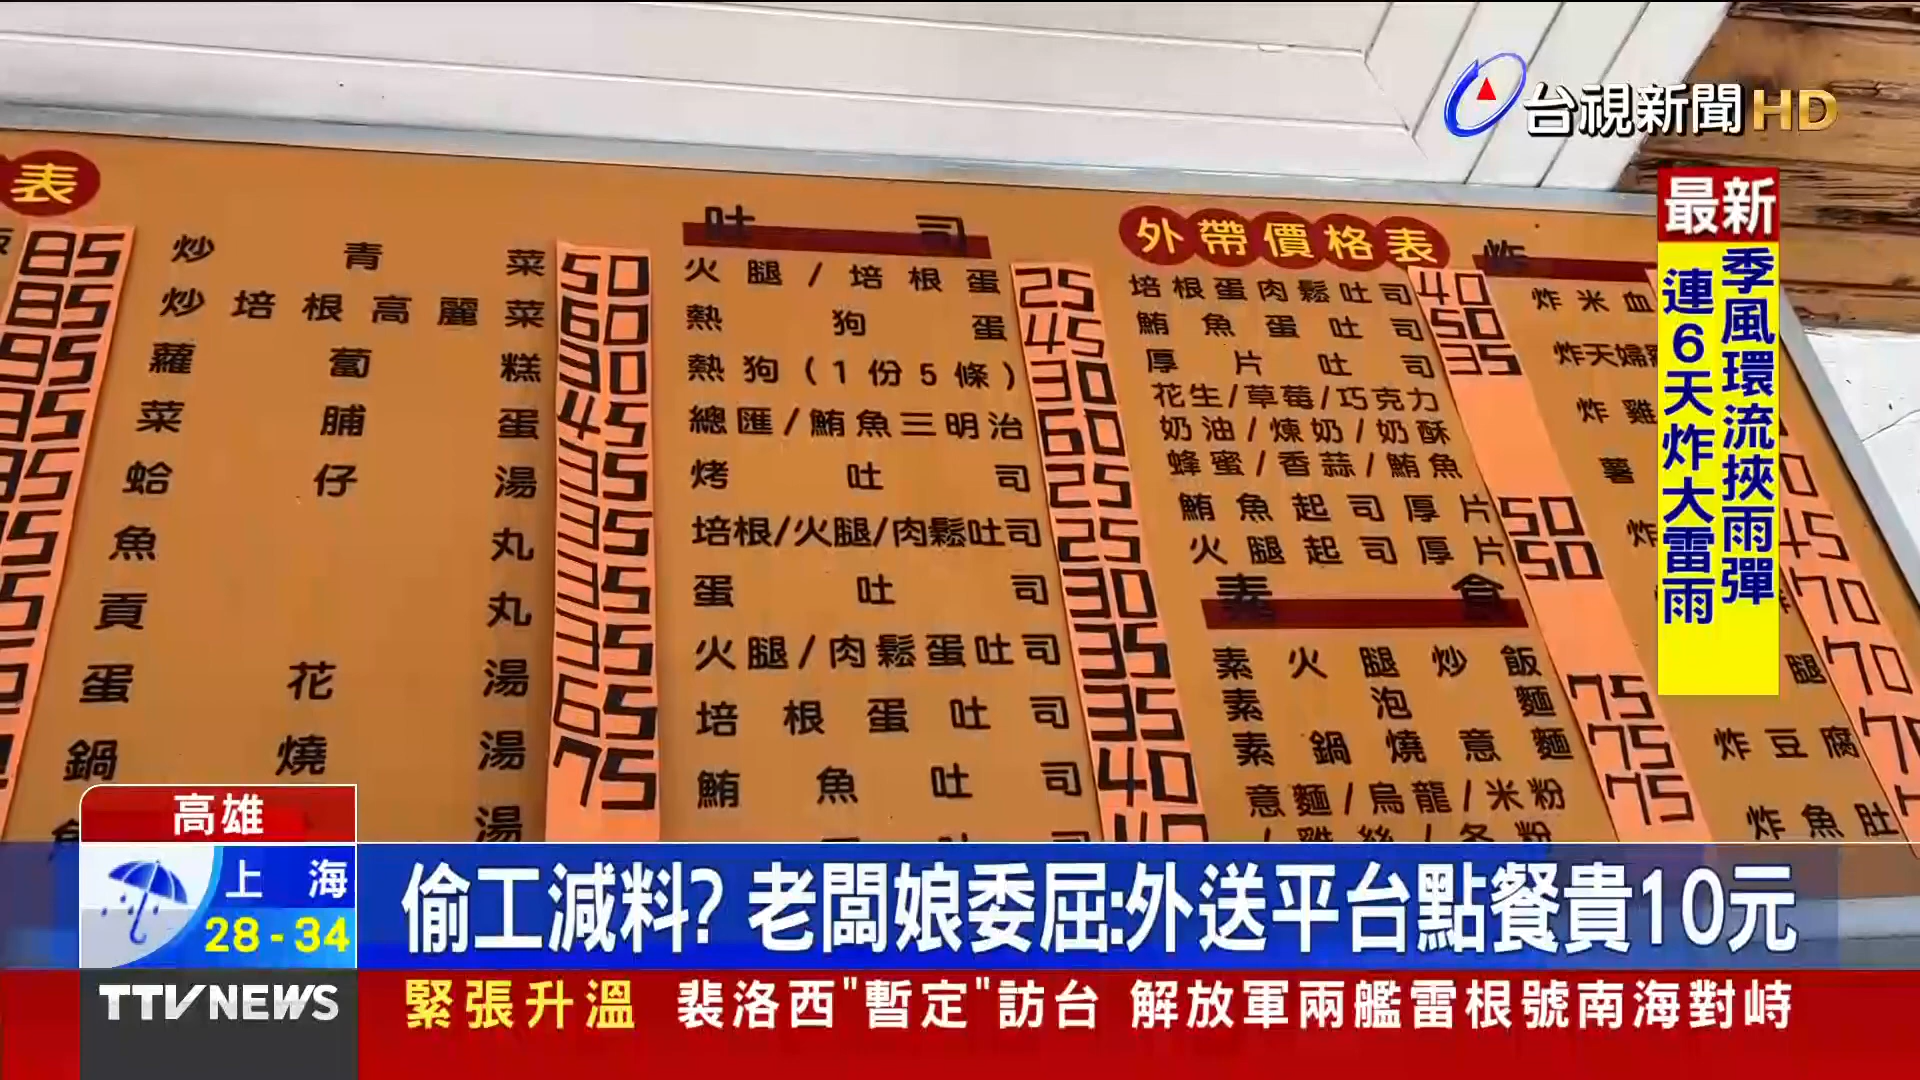 台視新聞HD
最新
季風環流挾雨彈
連6天炸大雷雨
表
85
85
95
炒青菜 50
炒培根高麗菜 60
蘿蔔糕 30
菜脯蛋 45
蛤仔湯 35
魚丸 35
貢丸 35
蛋花湯 35
鍋燒湯 65
湯 75
吐司
火腿/培根蛋 25
熱狗蛋 45
熱狗(1份5條) 30
總匯/鮪魚三明治 60
烤吐司 25
培根/火腿/肉鬆吐司 25
蛋吐司 30
火腿/肉鬆蛋吐司 35
培根蛋吐司 35
鮪魚吐司 40
外帶價格表
培根蛋肉鬆吐司 40
鮪魚蛋吐司 50
厚片吐司 35
花生/草莓/巧克力
奶油/煉奶/奶酥
蜂蜜/香蒜/鮪魚
鮪魚起司厚片 50
火腿起司厚片 50
素食
素火腿炒飯 75
素泡麵 75
素鍋燒意麵 75
意麵/烏龍/米粉
/雞絲/冬粉
炸
炸米血
炸天婦羅
炸雞
薯
炸
45
70
腿 70
炸豆腐
炸魚肚
高雄
上海
28-34
偷工減料? 老闆娘委屈:外送平台點餐貴10元
TTV NEWS
緊張升溫 裴洛西"暫定"訪台 解放軍兩艦雷根號南海對峙